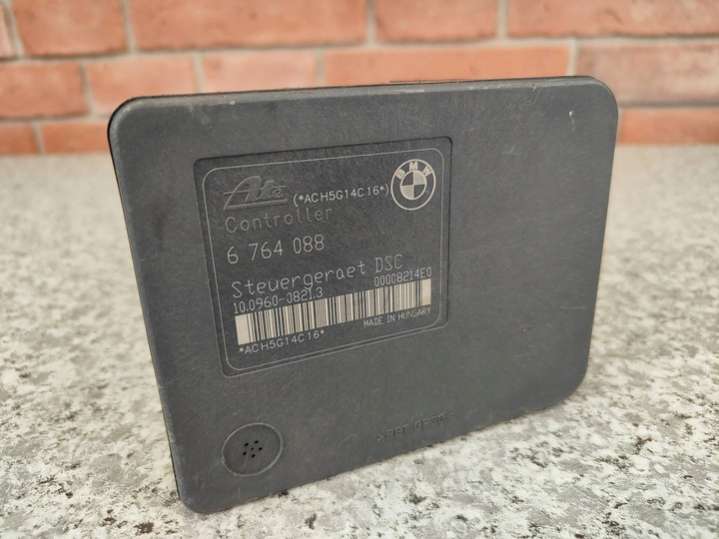 Ate (*ACH5G14C16*) BMW
Controller
6 764 088
Steuergeraet DSC
10.0960-0821.3 00008214E0
MADE IN HUNGARY
*ACH5G14C16*